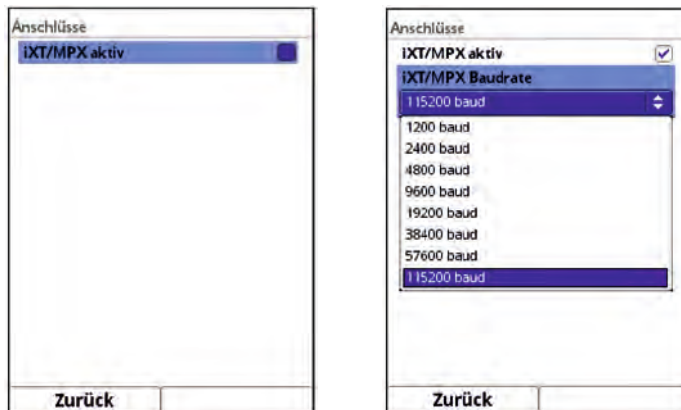 Anschlüsse
iXT/MPX aktiv
Zurück
Anschlüsse
iXT/MPX aktiv
iXT/MPX Baudrate
115200 baud
1200 baud
2400 baud
4800 baud
9600 baud
19200 baud
38400 baud
57600 baud
115200 baud
Zurück